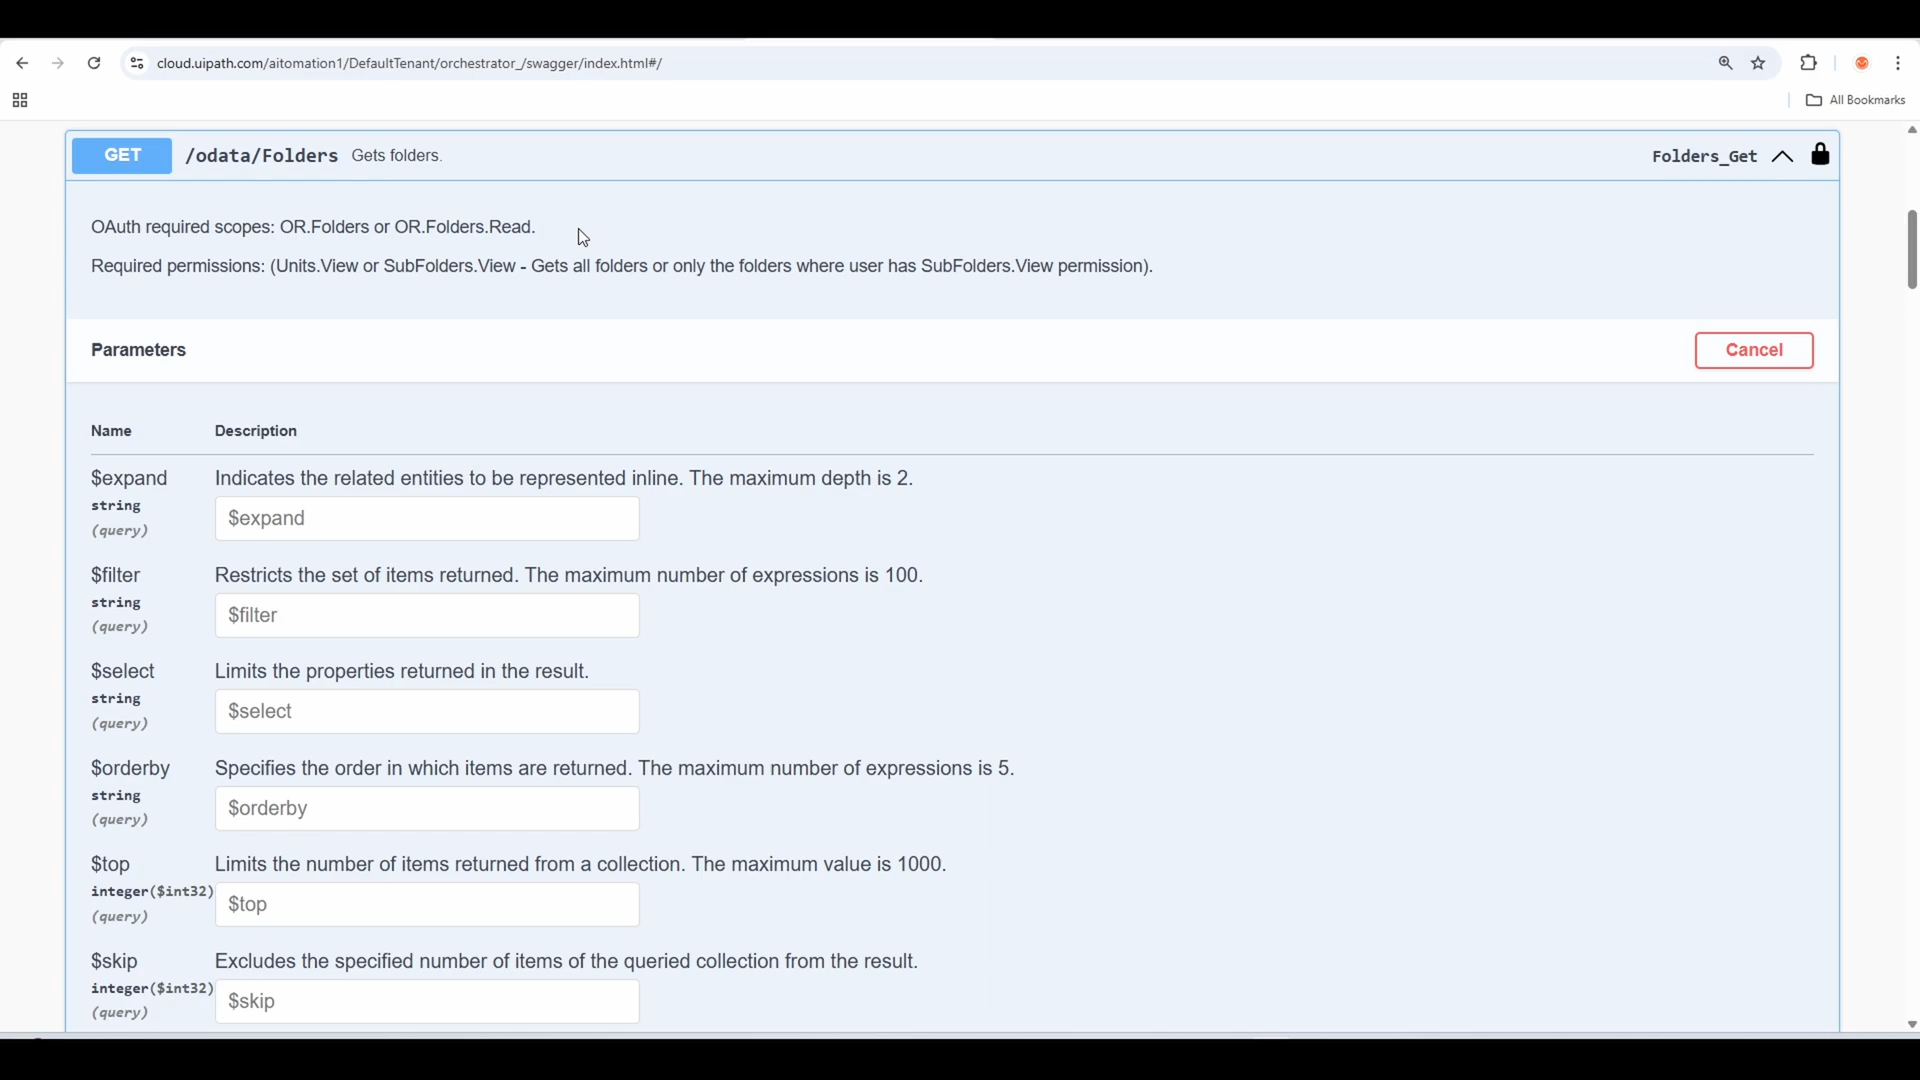 cloud.uipath.com/aitomation1/DefaultTenant/orchestrator_/swagger/index.html#/
All Bookmarks
GET /odata/Folders Gets folders. Folders_Get
OAuth required scopes: OR.Folders or OR.Folders.Read.
Required permissions: (Units.View or SubFolders.View - Gets all folders or only the folders where user has SubFolders.View permission).
Parameters Cancel
Name Description
$expand Indicates the related entities to be represented inline. The maximum depth is 2.
string
(query)
$expand
$filter Restricts the set of items returned. The maximum number of expressions is 100.
string
(query)
$filter
$select Limits the properties returned in the result.
string
(query)
$select
$orderby Specifies the order in which items are returned. The maximum number of expressions is 5.
string
(query)
$orderby
$top Limits the number of items returned from a collection. The maximum value is 1000.
integer($int32)
(query)
$top
$skip Excludes the specified number of items of the queried collection from the result.
integer($int32)
(query)
$skip